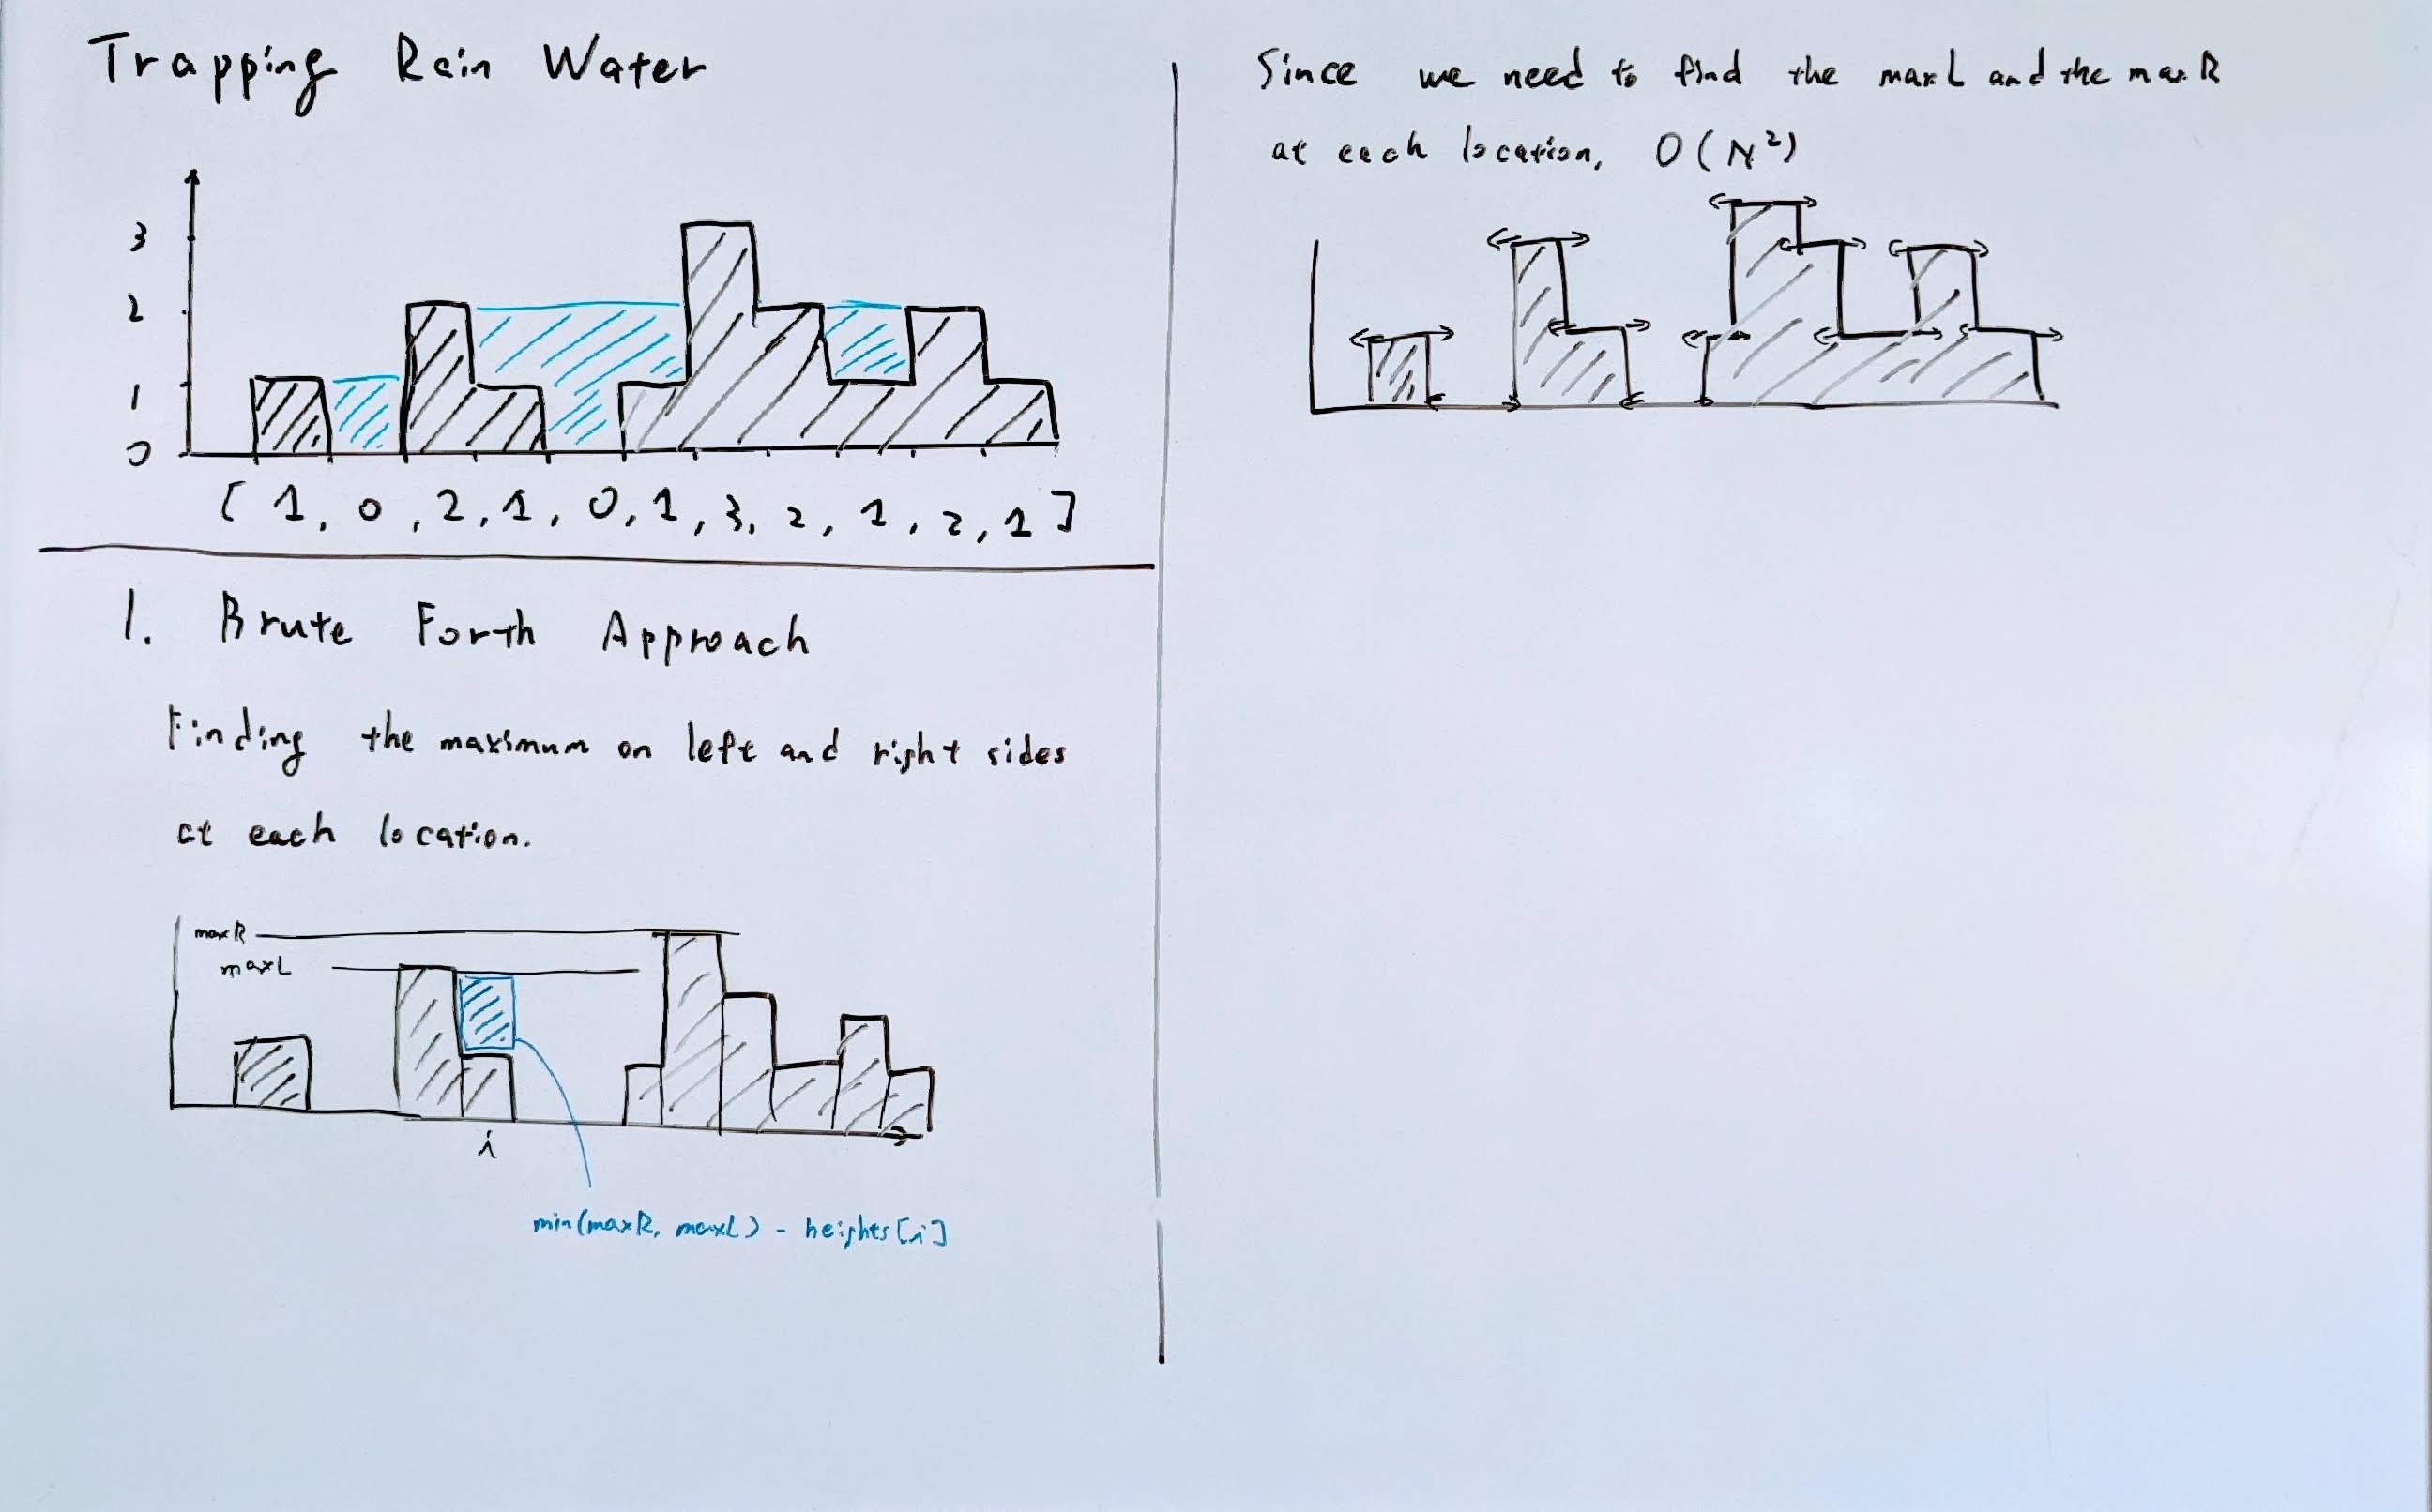 Trapping Rain Water
3
2
1
0
[ 1, 0, 2, 1, 0, 1, 3, 2, 1, 2, 1 ]
1. Brute Forth Approach
Finding the maximum on left and right sides
at each location.
maxR
maxL
i
min(maxR, maxL) - heights[i]
Since we need to find the maxL and the maxR
at each location, O(N²)